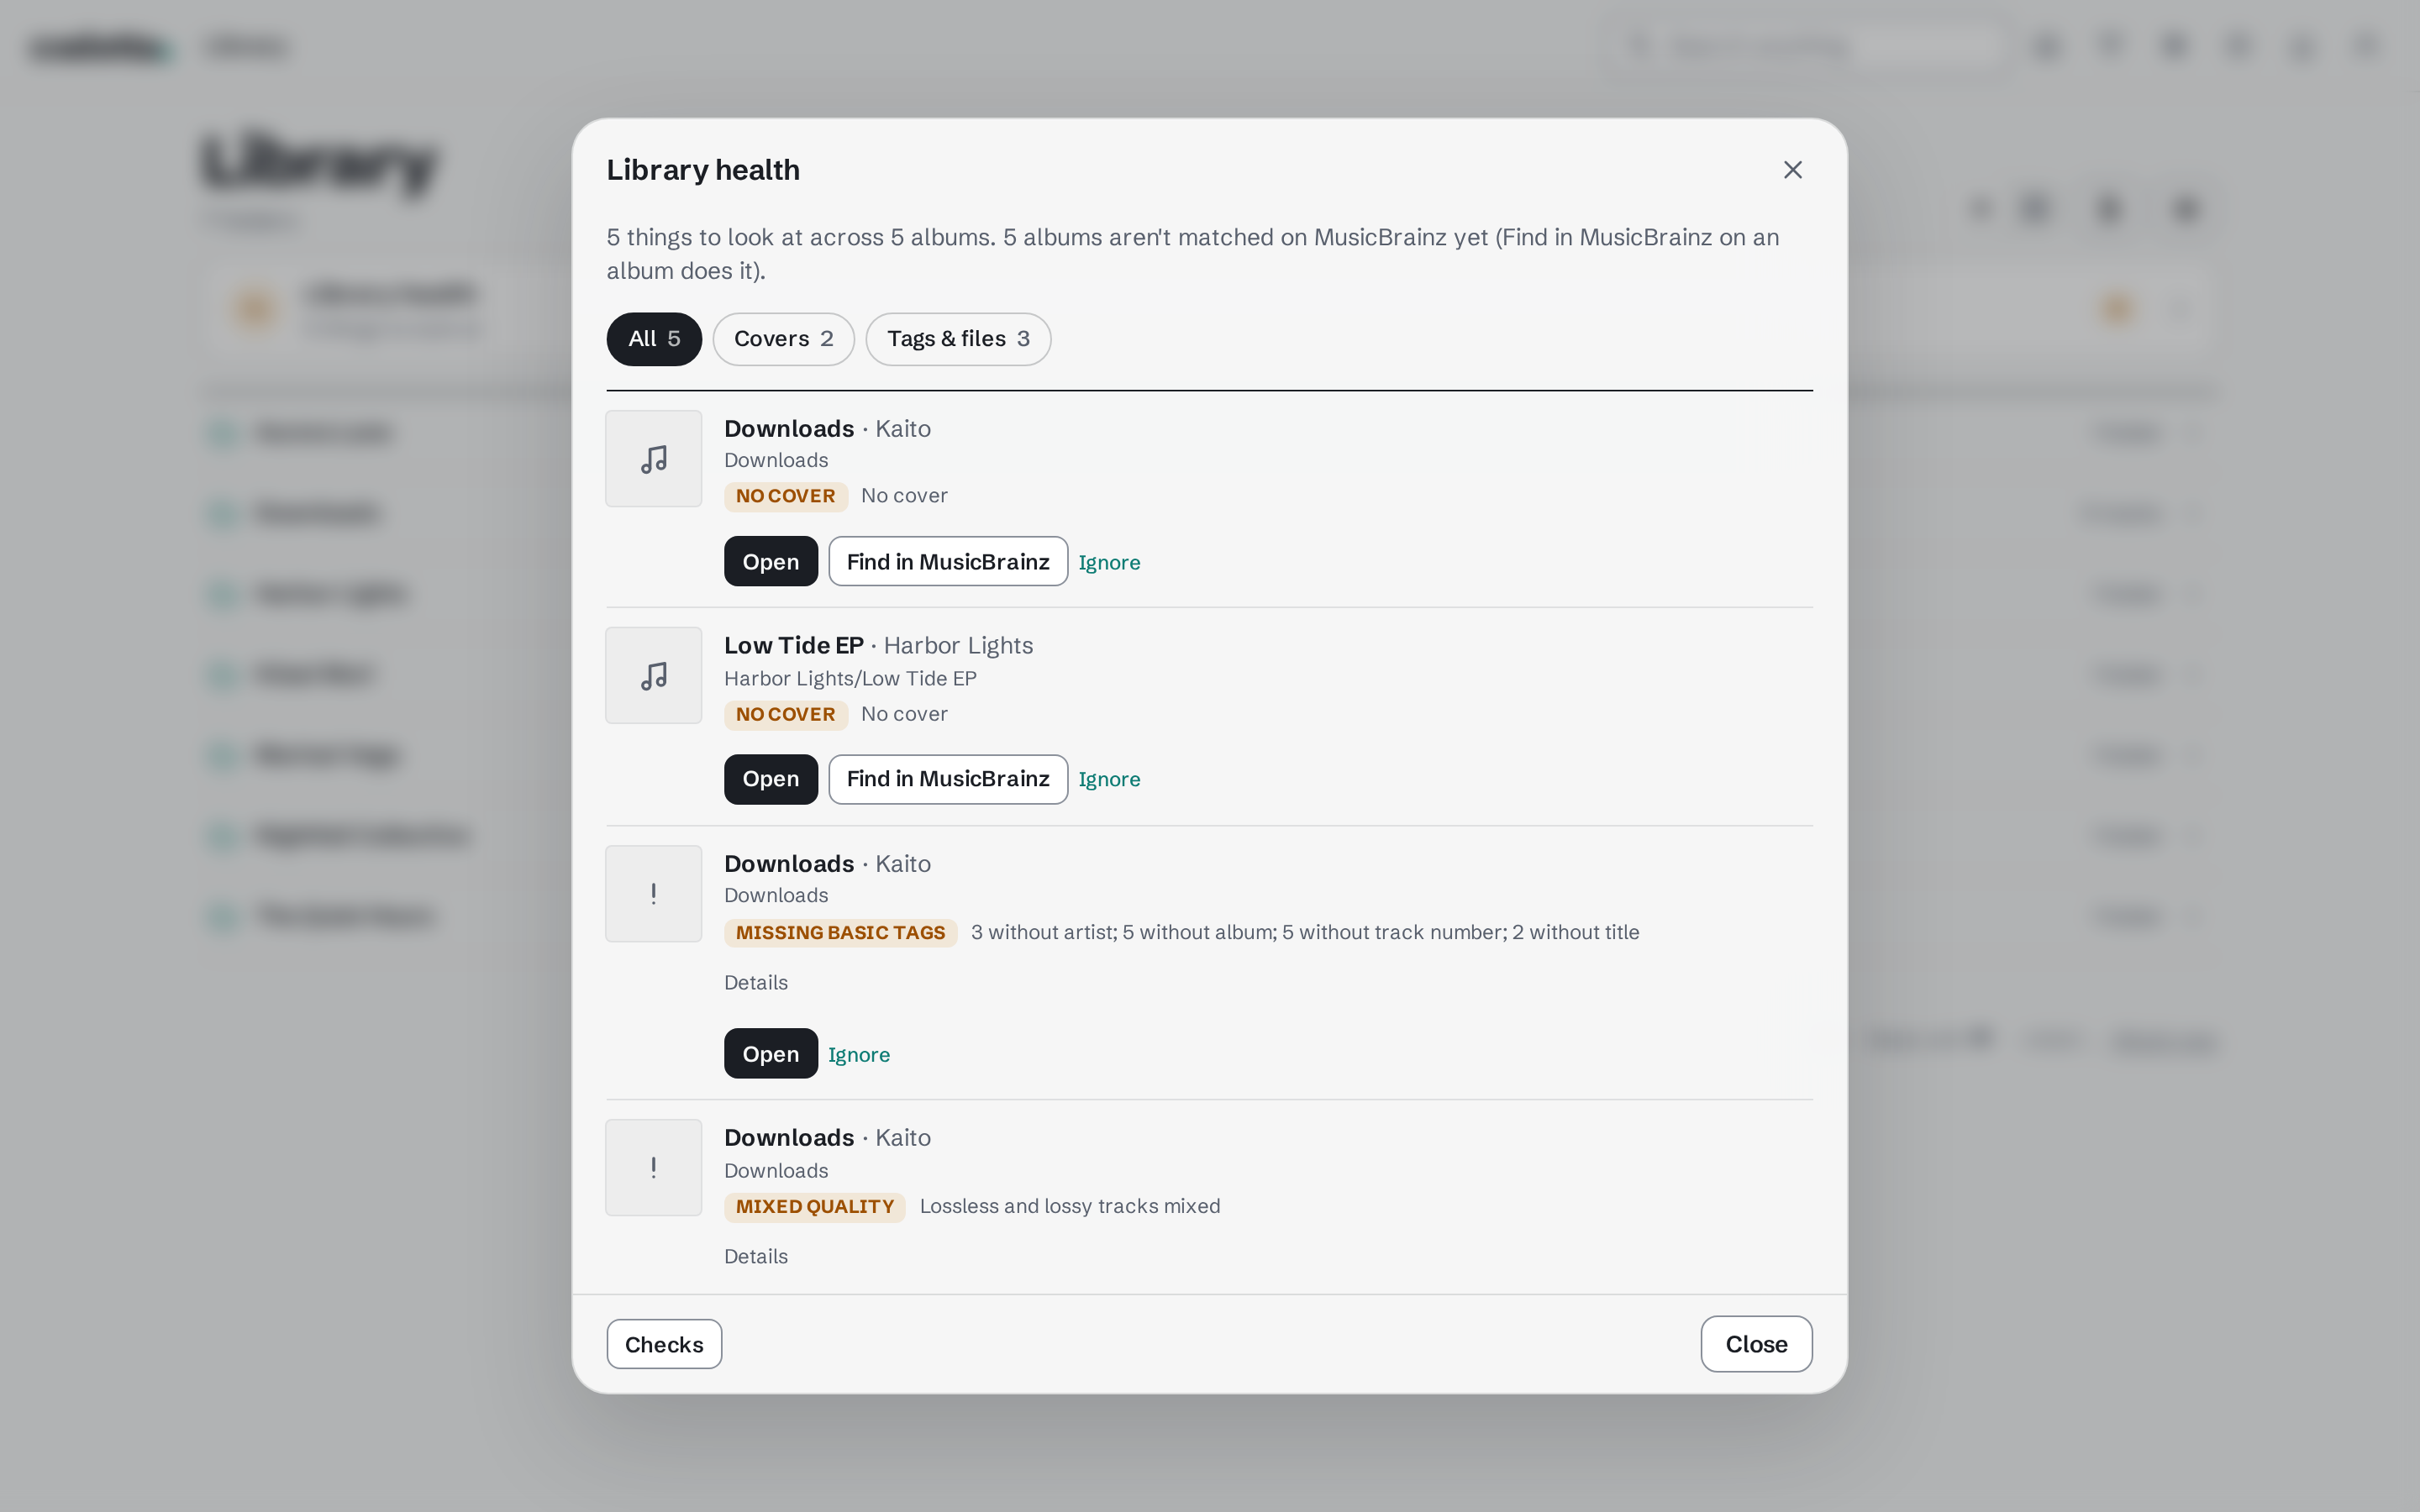 Library
Library
Library health
5 things to look at across 5 albums. 5 albums aren't matched on MusicBrainz yet (Find in MusicBrainz on an
album does it).
All 5
Covers 2
Tags & files 3
Downloads · Kaito
Downloads
NO COVER No cover
Open
Find in MusicBrainz
Ignore
Low Tide EP · Harbor Lights
Harbor Lights/Low Tide EP
NO COVER No cover
Open
Find in MusicBrainz
Ignore
Downloads · Kaito
Downloads
MISSING BASIC TAGS 3 without artist; 5 without album; 5 without track number; 2 without title
Details
Open
Ignore
Downloads · Kaito
Downloads
MIXED QUALITY Lossless and lossy tracks mixed
Details
Checks
Close